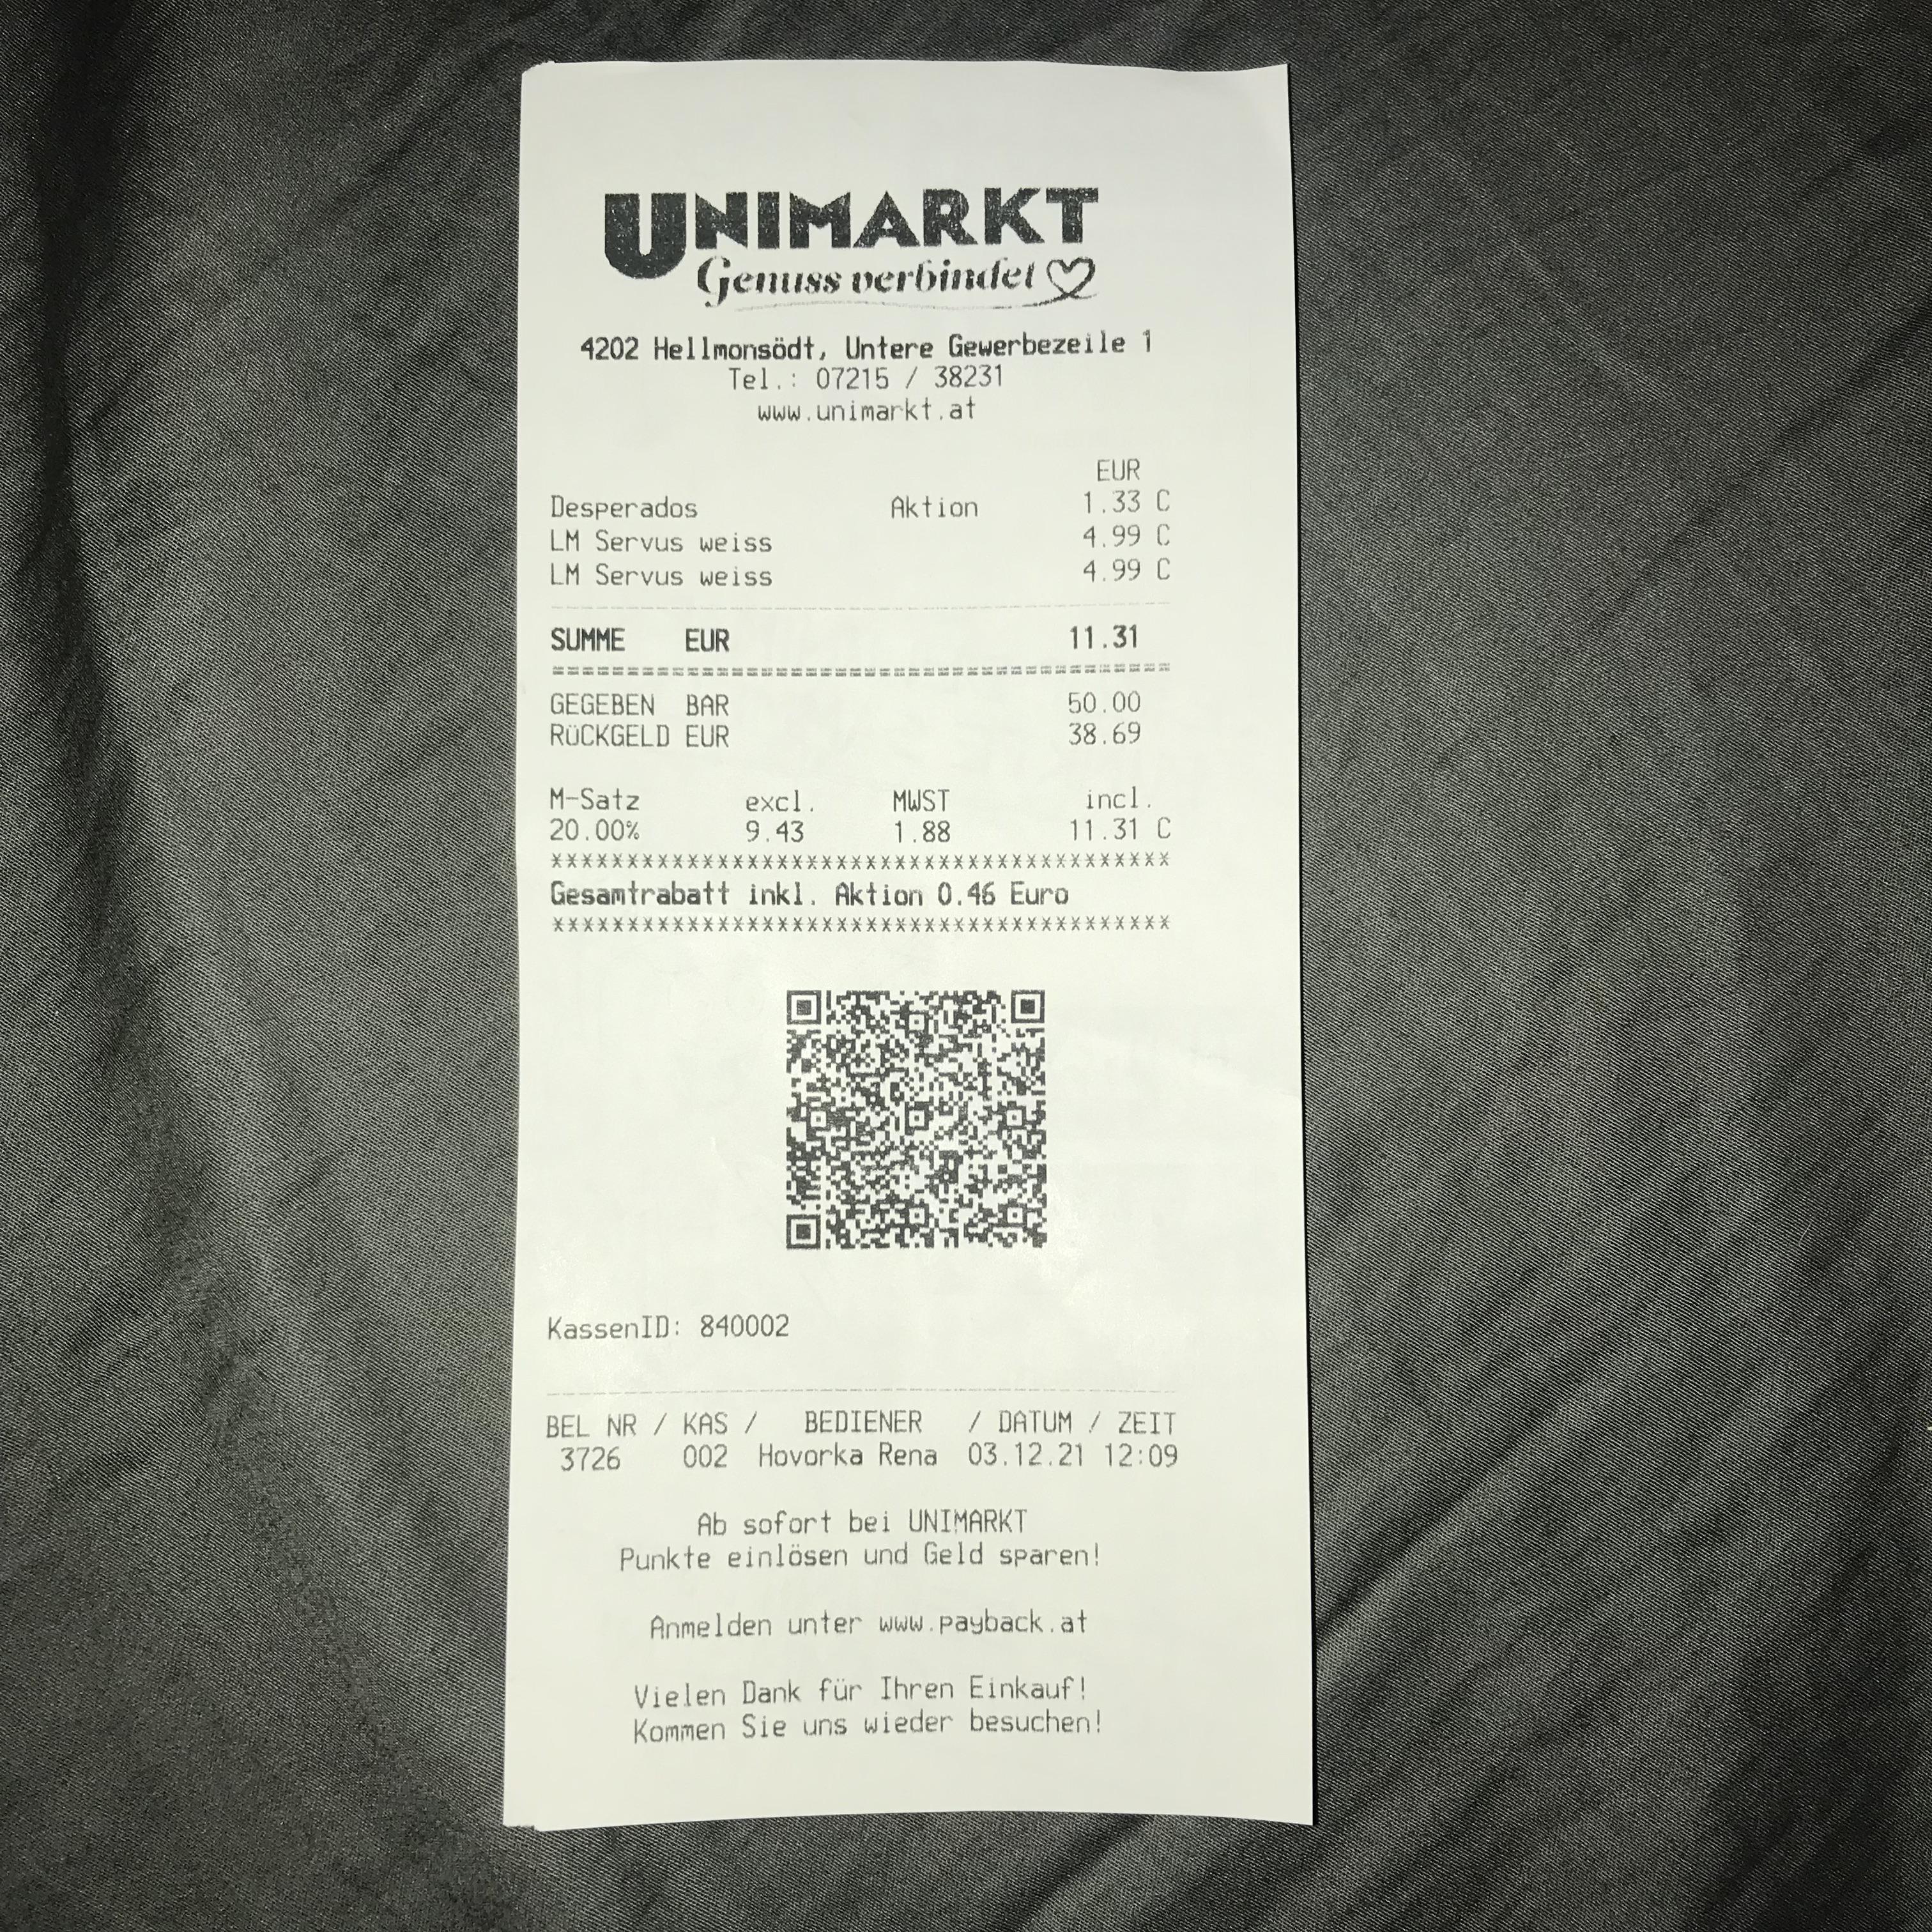 UNIMARKT
Genuss verbindet
4202 Hellmonsödt, Untere Gewerbezeile 1
Tel.: 07215 / 38231
www.unimarkt.at
EUR
Desperados Aktion 1.33 C
LM Servus weiss 4.99 C
LM Servus weiss 4.99 C
SUMME EUR 11.31
GEGEBEN BAR 50.00
RÜCKGELD EUR 38.69
M-Satz excl. MWST incl.
20.00% 9.43 1.88 11.31 C
******************************************
Gesamtrabatt inkl. Aktion 0.46 Euro
******************************************
KassenID: 840002
BEL NR / KAS / BEDIENER / DATUM / ZEIT
3726 002 Hovorka Rena 03.12.21 12:09
Ab sofort bei UNIMARKT
Punkte einlösen und Geld sparen!
Anmelden unter www.payback.at
Vielen Dank für Ihren Einkauf!
Kommen Sie uns wieder besuchen!